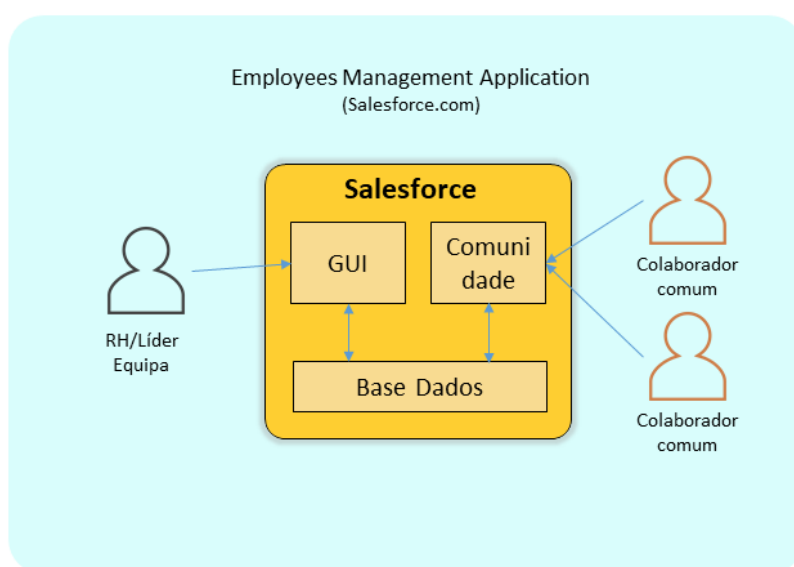 Employees Management Application
(Salesforce.com)
Salesforce
GUI
Comuni
dade
Base Dados
RH/Líder
Equipa
Colaborador
comum
Colaborador
comum